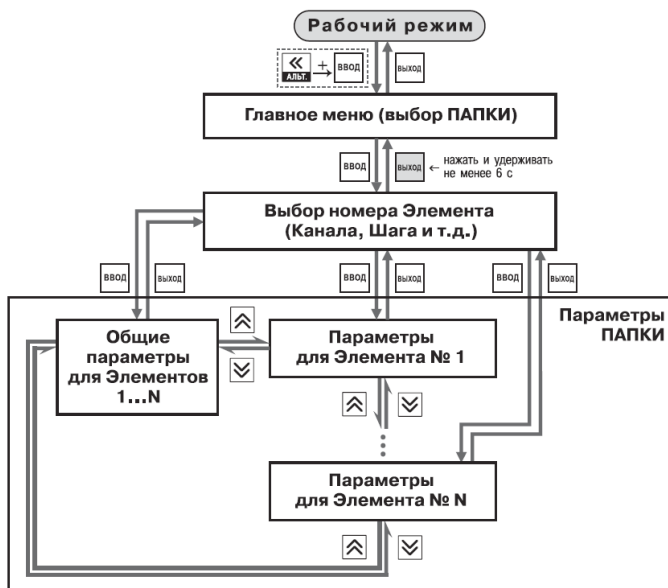 Рабочий режим
АЛЬТ.
+
ВВОД
ВЫХОД
Главное меню (выбор ПАПКИ)
ВВОД
ВЫХОД
нажать и удерживать
не менее 6 с
Выбор номера Элемента
(Канала, Шага и т.д.)
ВВОД
ВЫХОД
ВВОД
ВЫХОД
ВВОД
ВЫХОД
Параметры
ПАПКИ
Общие
параметры
для Элементов
1...N
Параметры
для Элемента № 1
Параметры
для Элемента № N